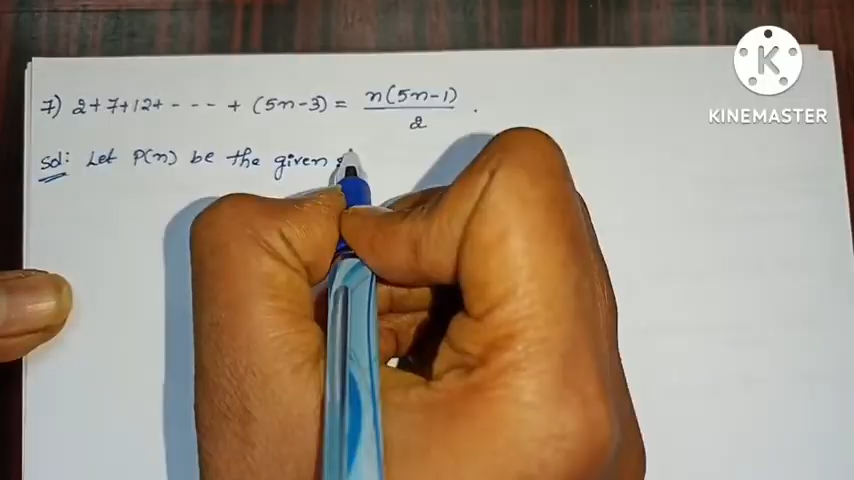 7) 2+7+12+ - - - - + (5n-3) = n(5n-1)/2 .
Sol: Let P(n) be the given
KINEMASTER